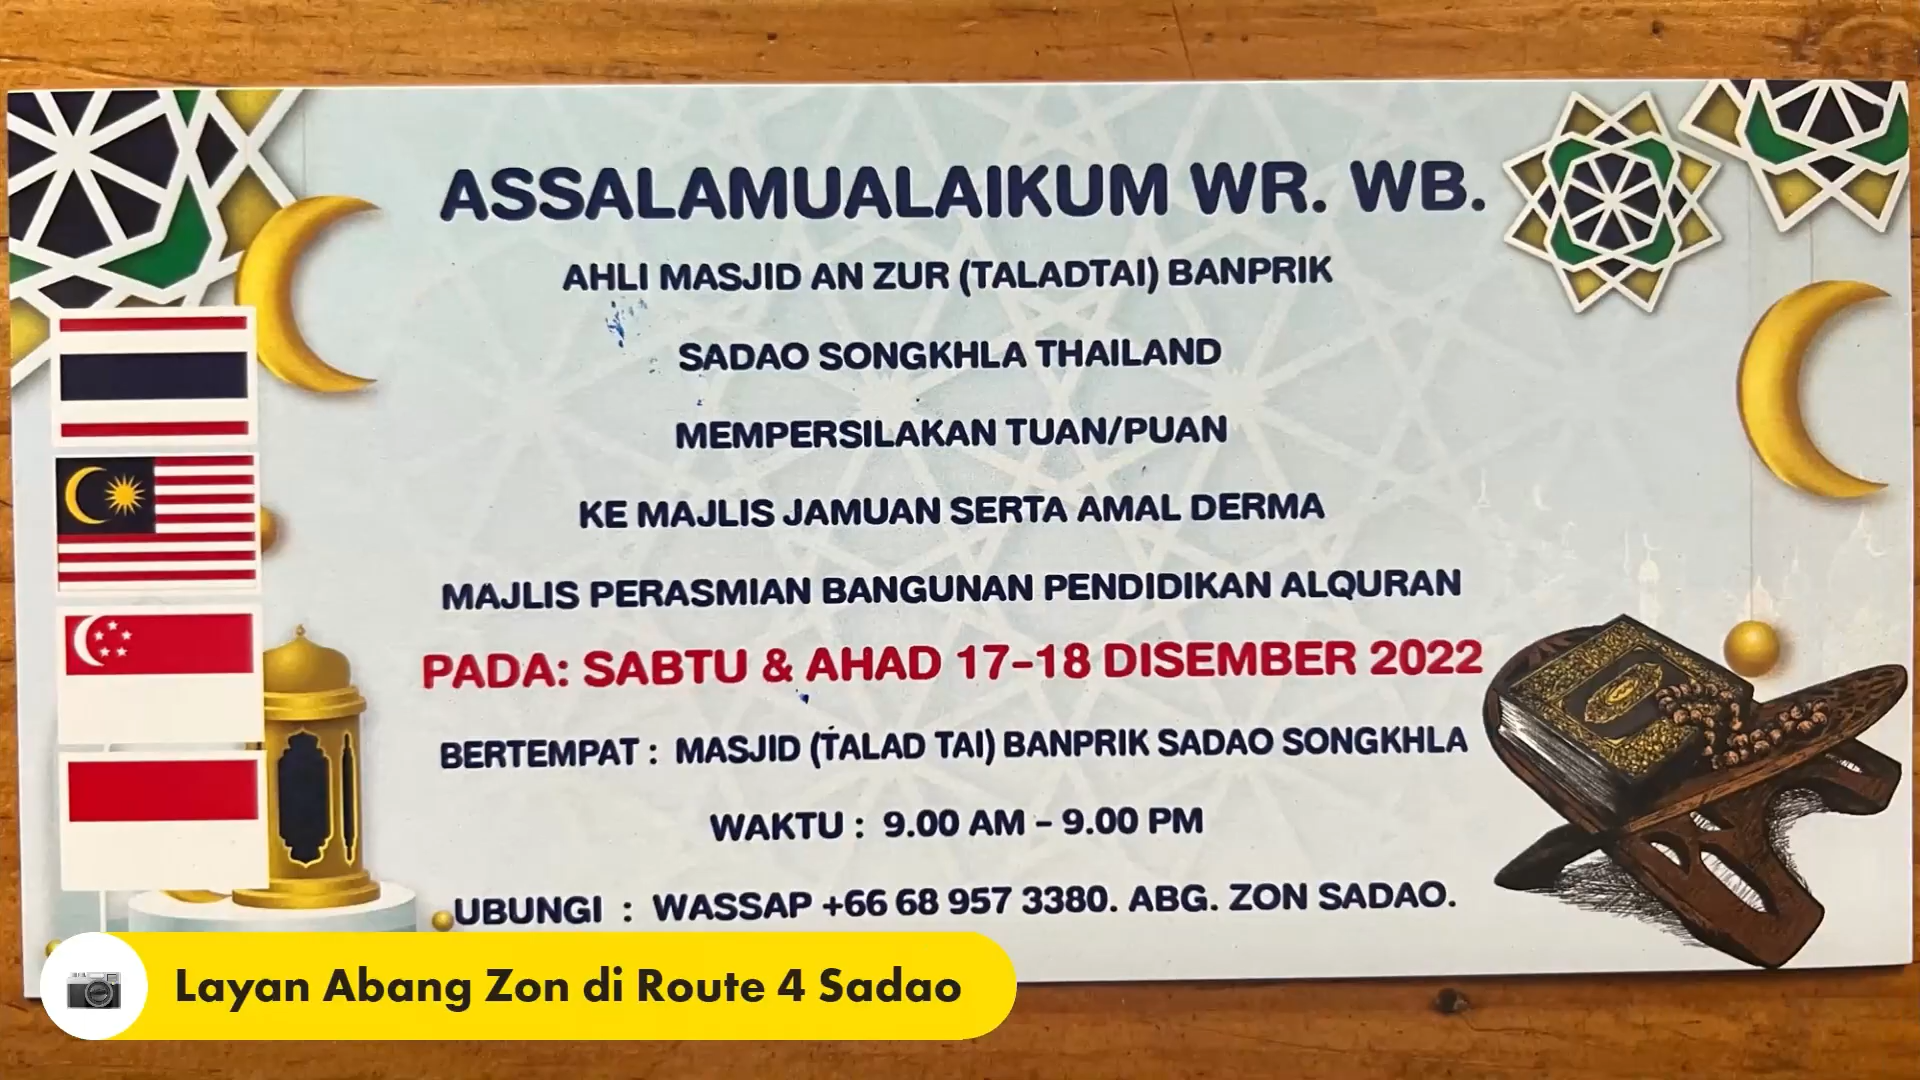 ASSALAMUALAIKUM WR. WB.
AHLI MASJID AN ZUR (TALADTAI) BANPRIK
SADAO SONGKHLA THAILAND
MEMPERSILAKAN TUAN/PUAN
KE MAJLIS JAMUAN SERTA AMAL DERMA
MAJLIS PERASMIAN BANGUNAN PENDIDIKAN ALQURAN
PADA: SABTU & AHAD 17-18 DISEMBER 2022
BERTEMPAT : MASJID (TALAD TAI) BANPRIK SADAO SONGKHLA
WAKTU : 9.00 AM - 9.00 PM
UBUNGI : WASSAP +66 68 957 3380. ABG. ZON SADAO.
Layan Abang Zon di Route 4 Sadao